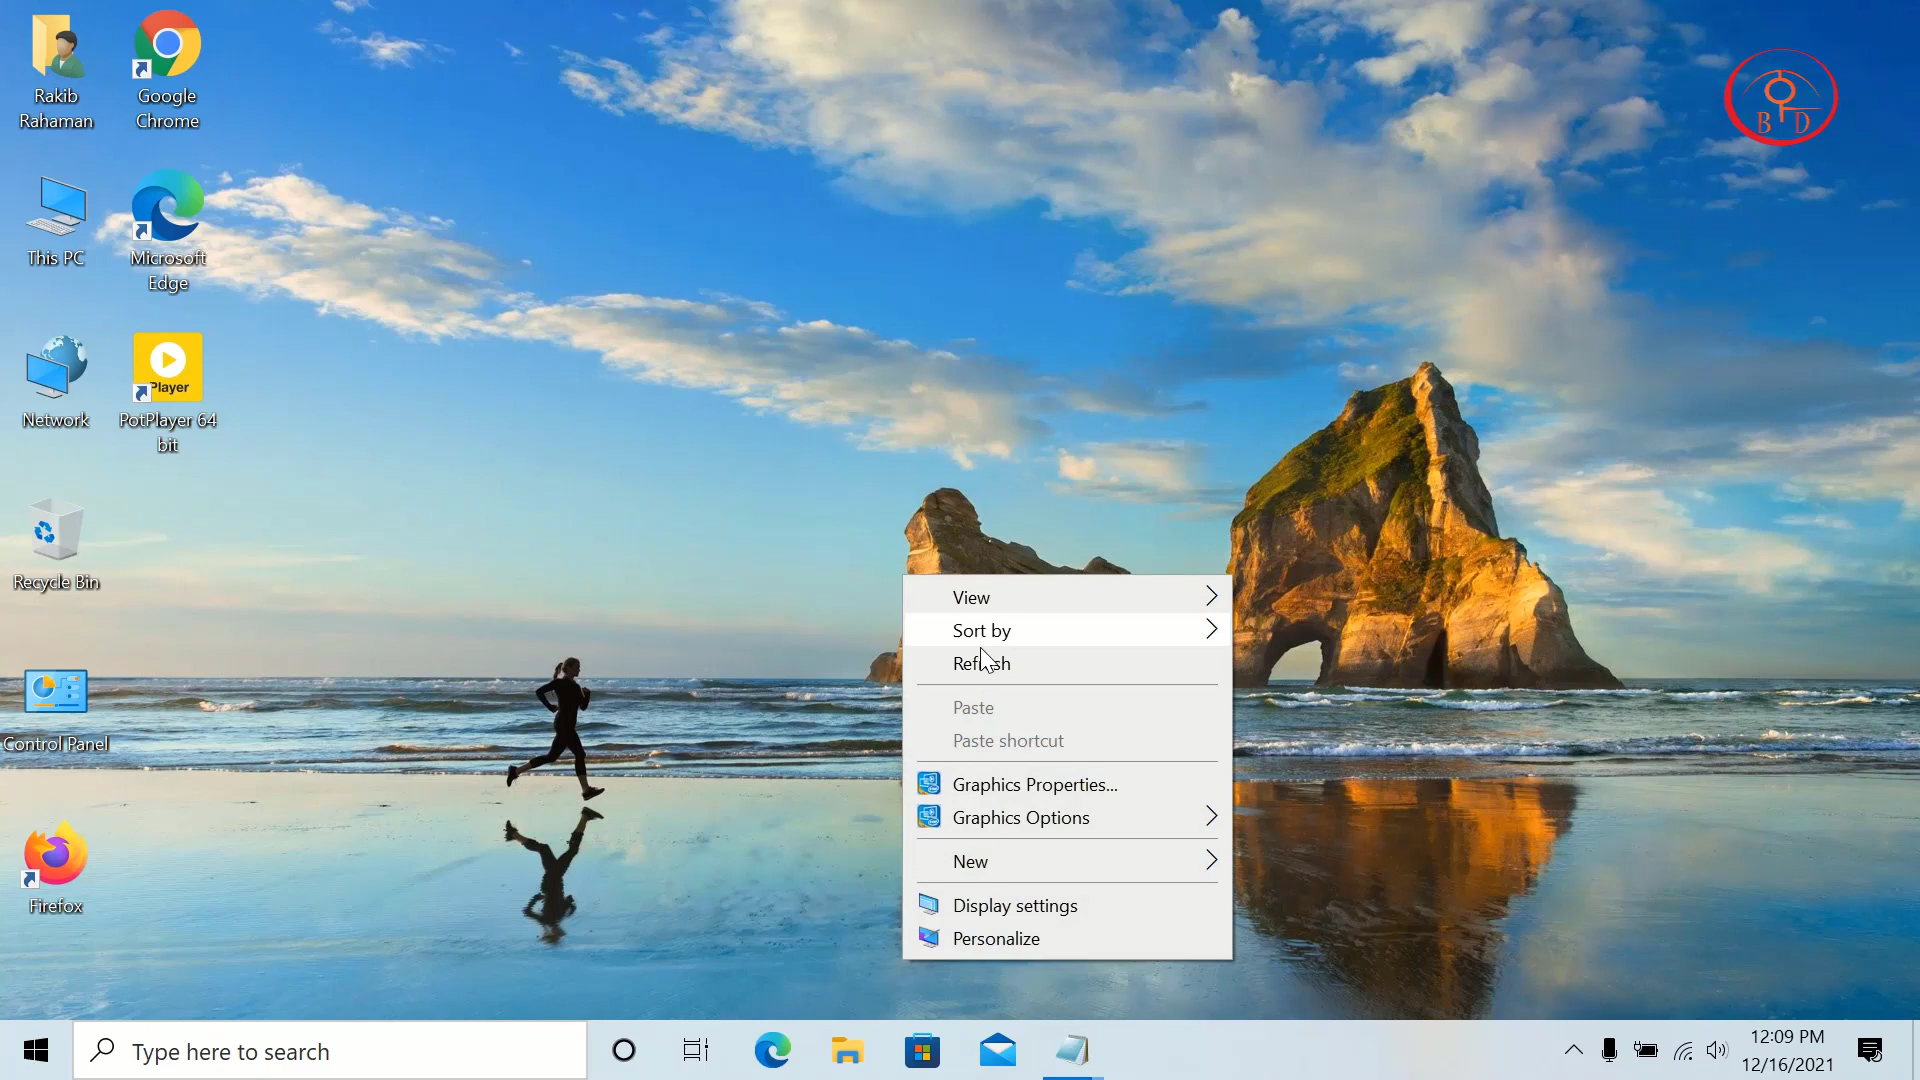 Rakib
Rahaman
Google
Chrome
This PC
Microsoft
Edge
Network
Player
PotPlayer 64
bit
Recycle Bin
Control Panel
Firefox
B D
View
Sort by
Refresh
Paste
Paste shortcut
Graphics Properties...
Graphics Options
New
Display settings
Personalize
Type here to search
12:09 PM
12/16/2021